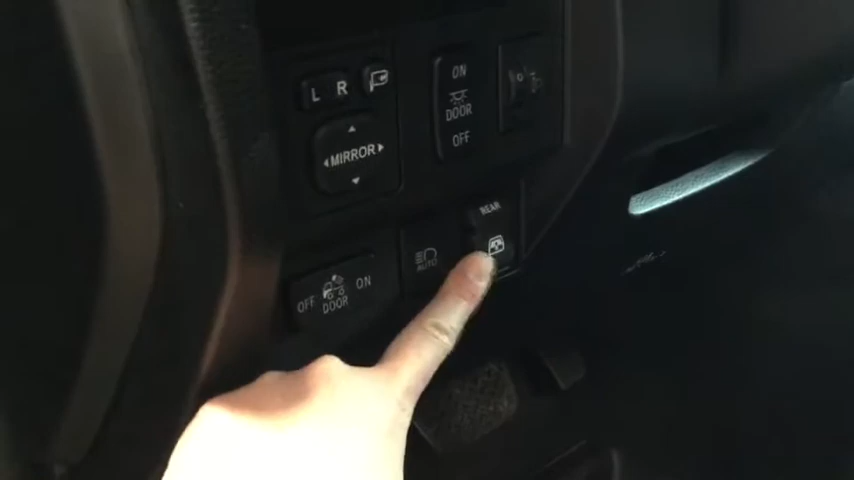 L R
MIRROR
ON
DOOR
OFF
REAR
AUTO
OFF DOOR ON